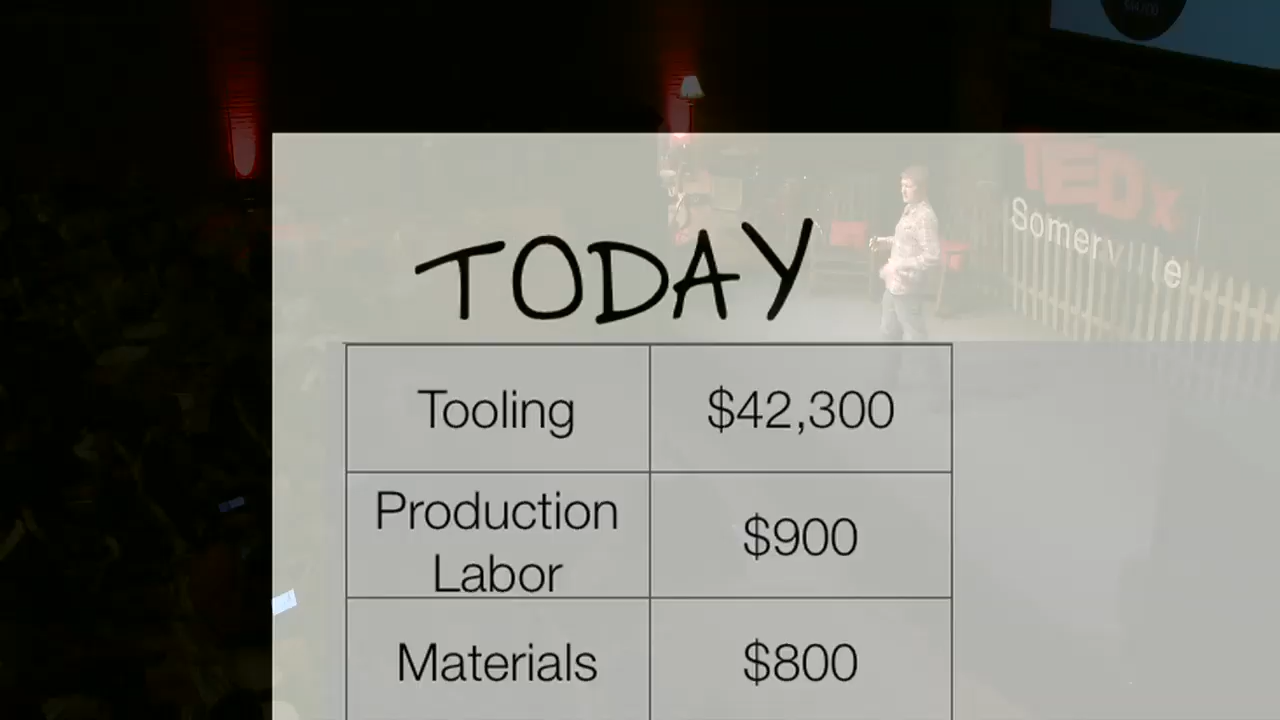 TEDx
Somerville
TODAY
Tooling $42,300
Production
Labor
$900
Materials $800